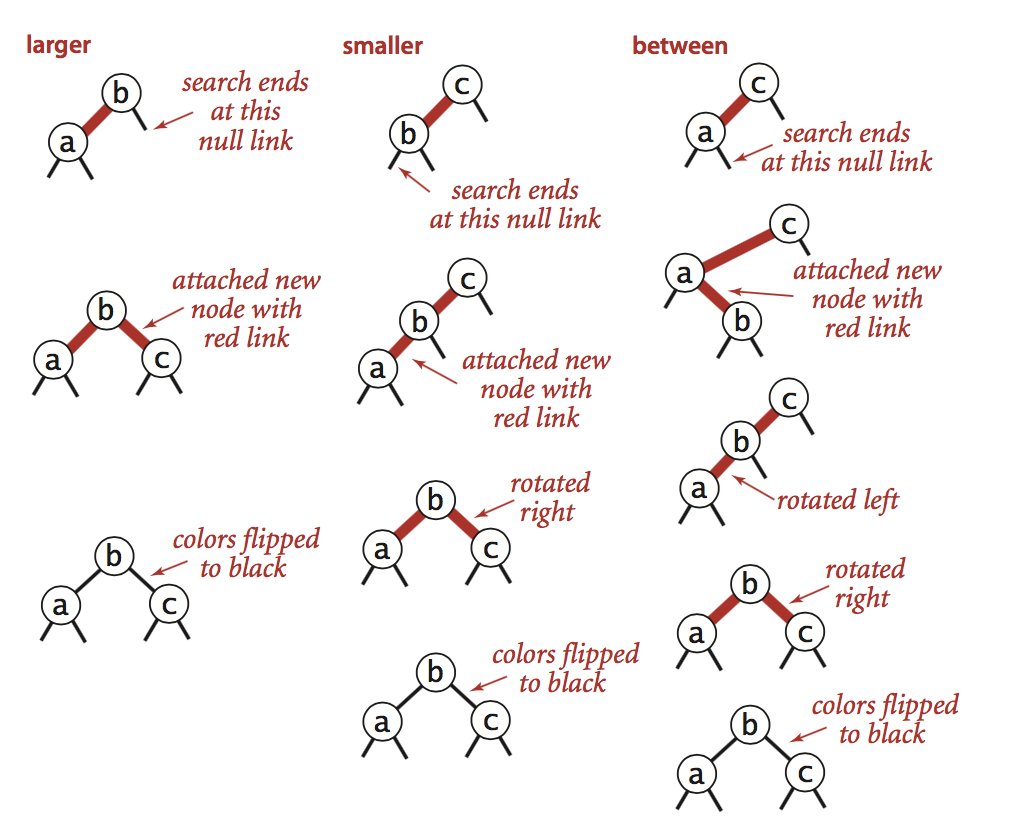 larger
b
a
search ends
at this
null link
b
a
c
attached new
node with
red link
b
a
c
colors flipped
to black
smaller
c
b
search ends
at this null link
c
b
a
attached new
node with
red link
b
a
c
rotated
right
b
a
c
colors flipped
to black
between
c
a
search ends
at this null link
c
a
b
attached new
node with
red link
c
b
a
rotated left
b
a
c
rotated
right
b
a
c
colors flipped
to black